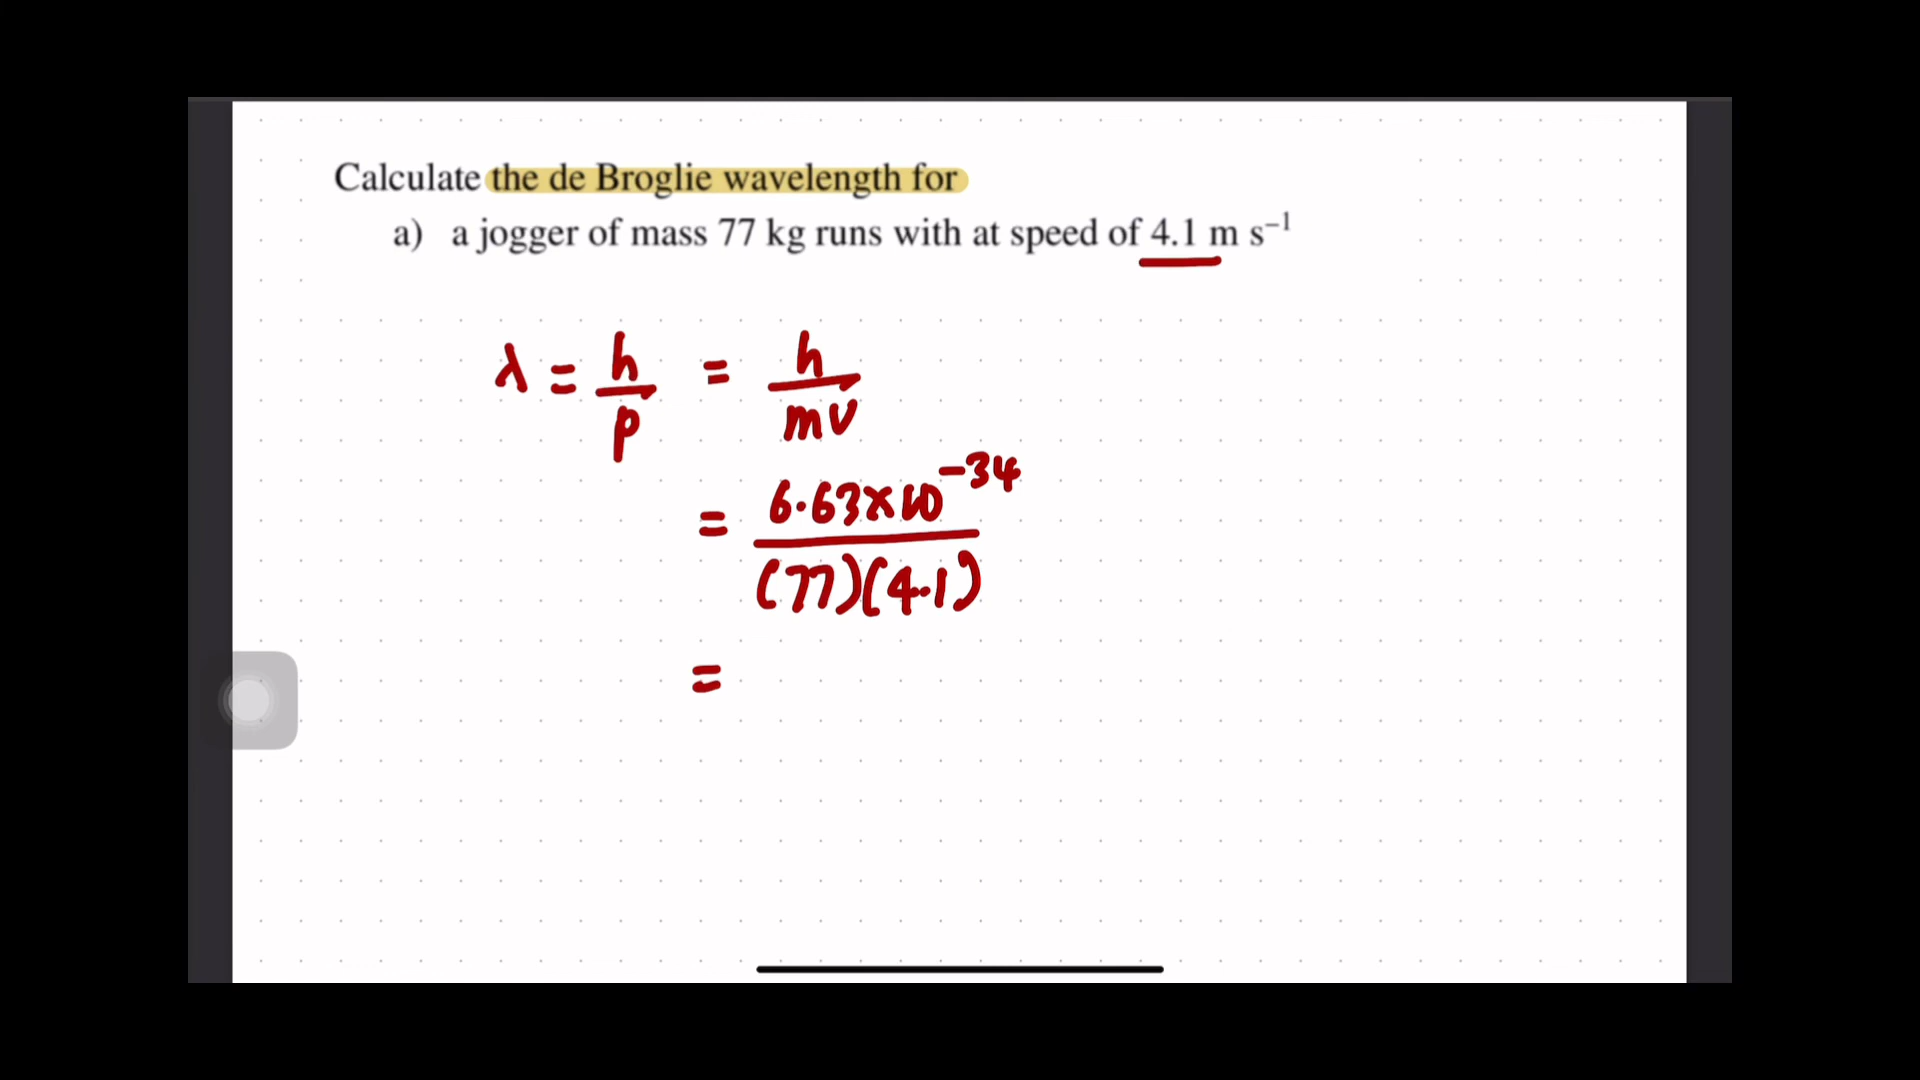 Calculate the de Broglie wavelength for
a) a jogger of mass 77 kg runs with at speed of 4.1 m s⁻¹
λ = h/p = h/mv
= 6.63×10⁻³⁴/(77)(4.1)
=